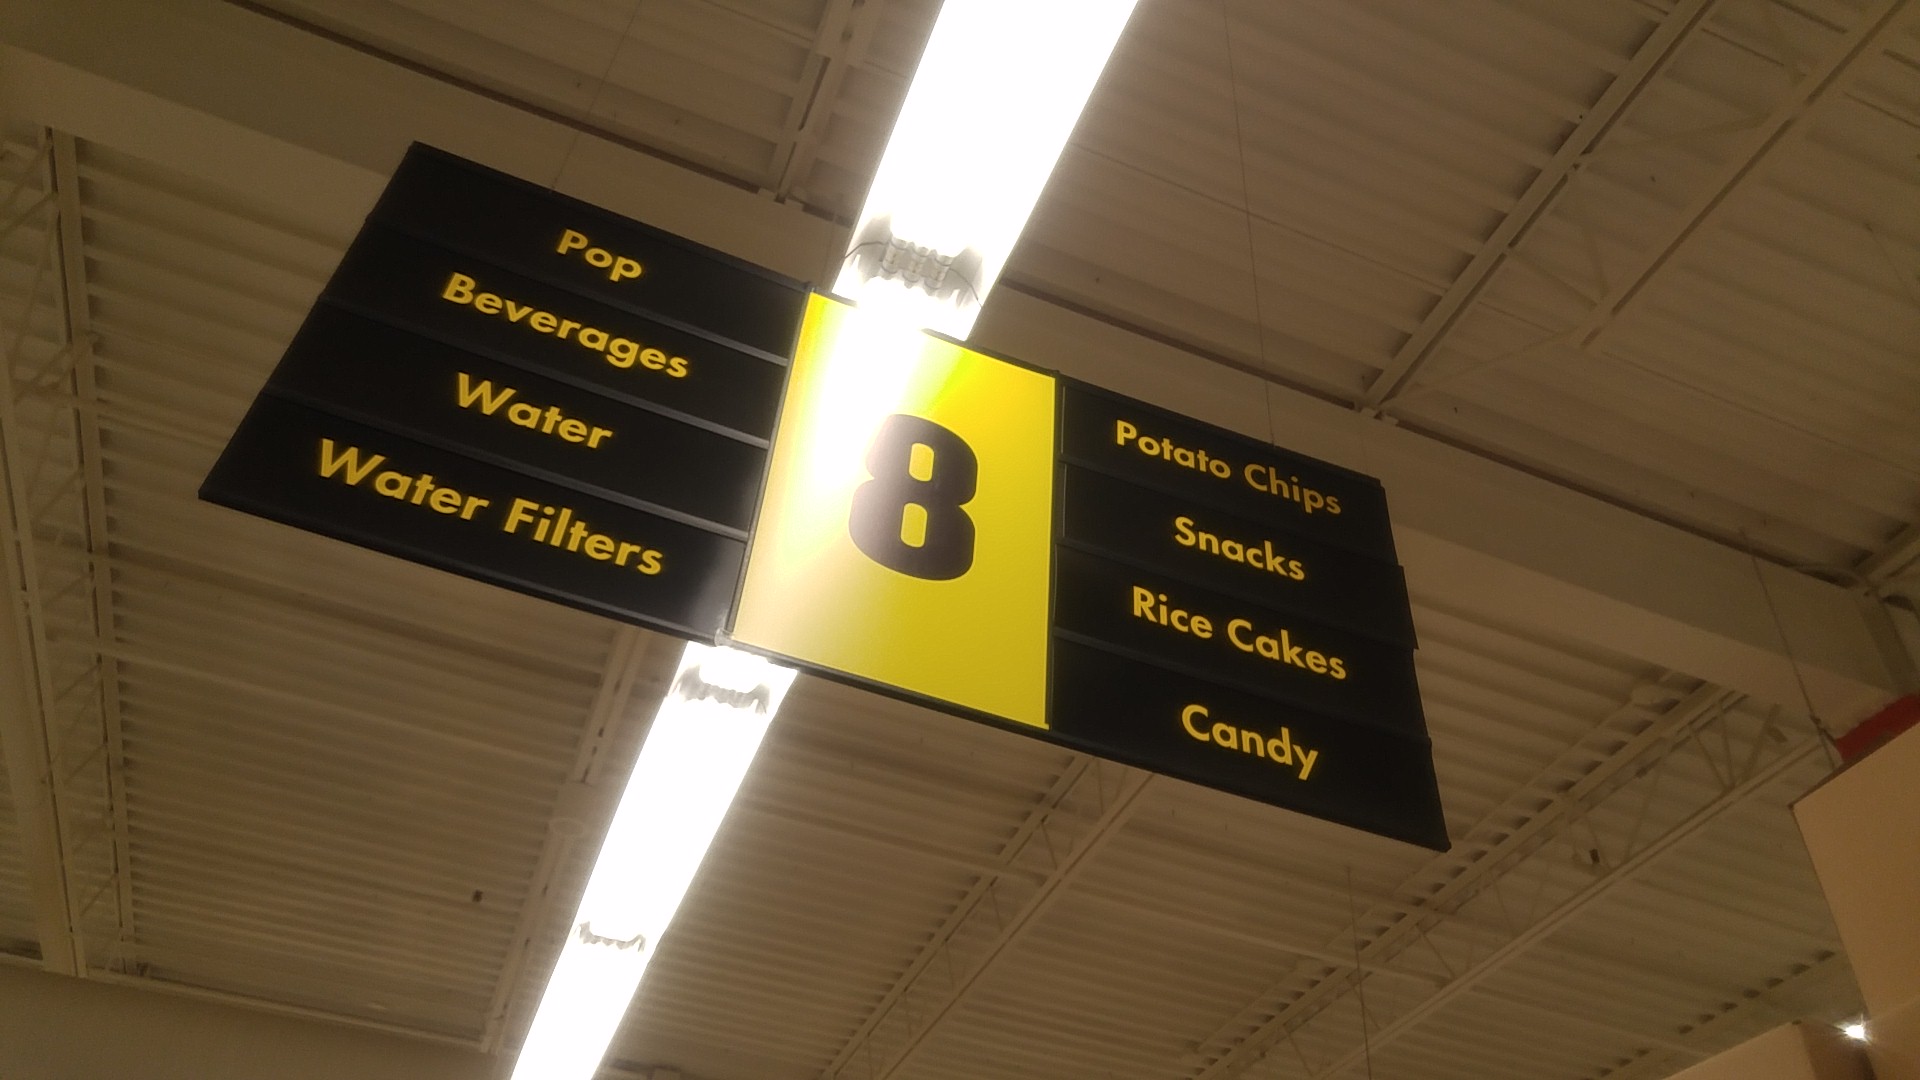 Pop
Beverages
Water
Water Filters
8
Potato Chips
Snacks
Rice Cakes
Candy